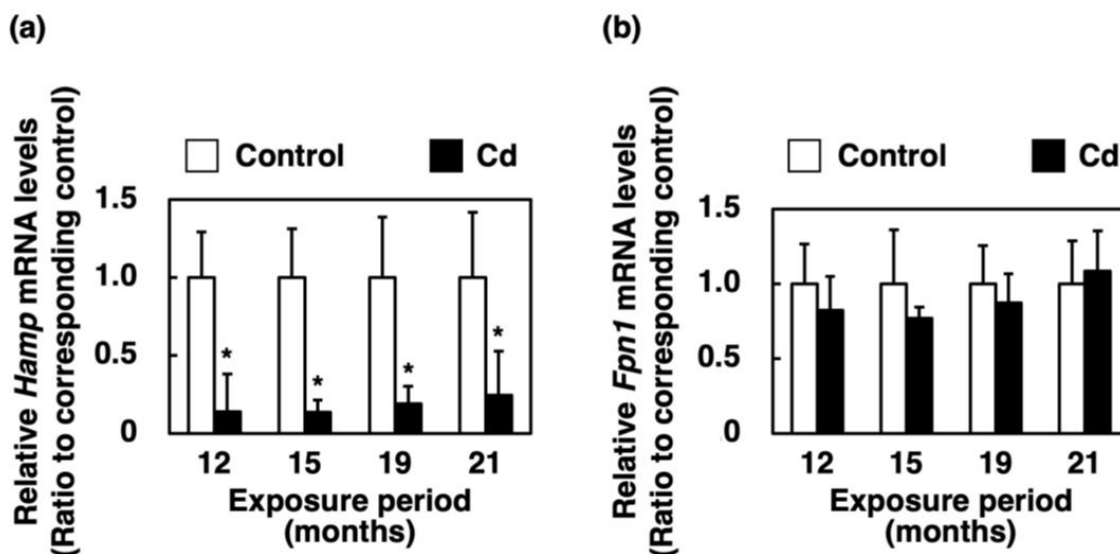 (a)
Relative Hamp mRNA levels
(Ratio to corresponding control)
Control Cd
1.5
1.0
0.5
0
* * * *
12 15 19 21
Exposure period
(months)
(b)
Relative Fpn1 mRNA levels
(Ratio to corresponding control)
Control Cd
1.5
1.0
0.5
0
12 15 19 21
Exposure period
(months)